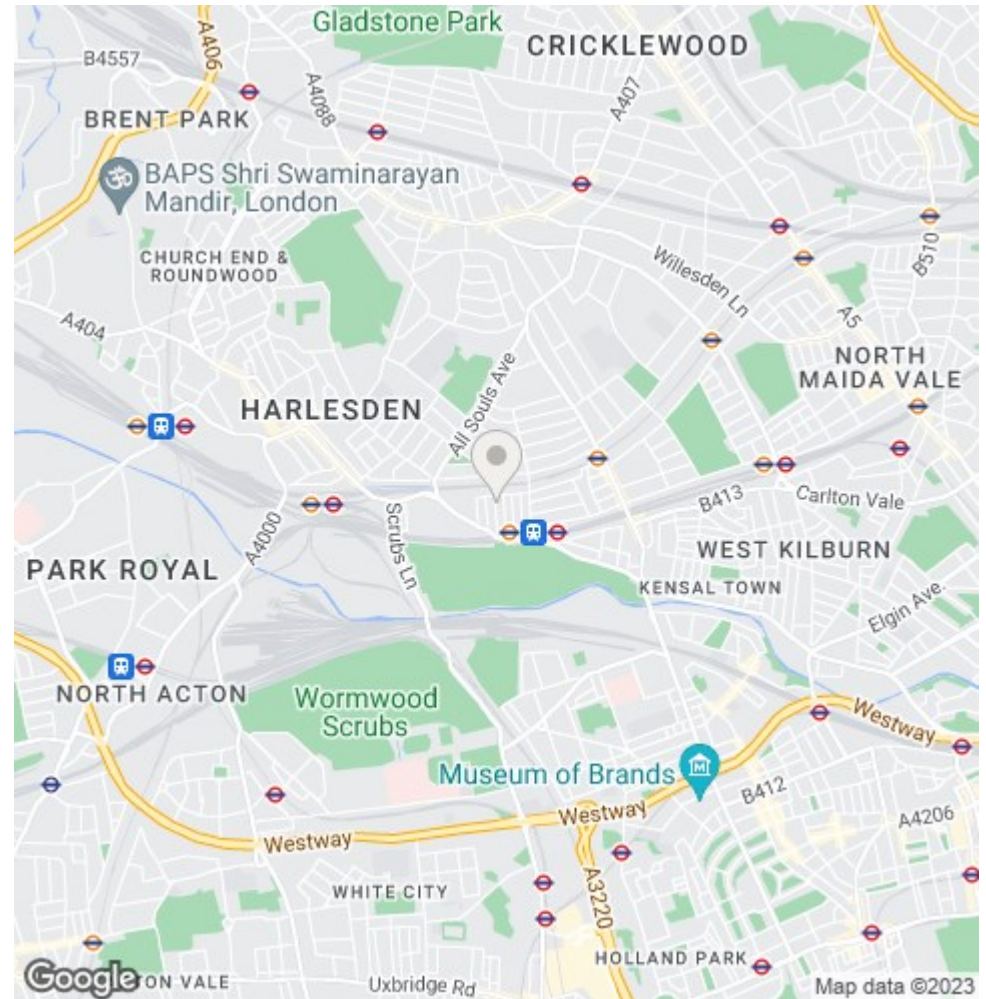 Gladstone Park
CRICKLEWOOD
A406
B4557
A4088
A407
BRENT PARK
BAPS Shri Swaminarayan
Mandir, London
CHURCH END &
ROUNDWOOD
Willesden Ln
B510
A404
A5
NORTH
MAIDA VALE
All Souls Ave
HARLESDEN
B413
Carlton Vale
Scrubs Ln
A4000
WEST KILBURN
PARK ROYAL
KENSAL TOWN
Elgin Ave.
NORTH ACTON
Wormwood
Scrubs
Westway
Museum of Brands
B412
A4206
Westway
Westway
WHITE CITY
A3220
HOLLAND PARK
Google
TON VALE
Uxbridge Rd
Map data ©2023